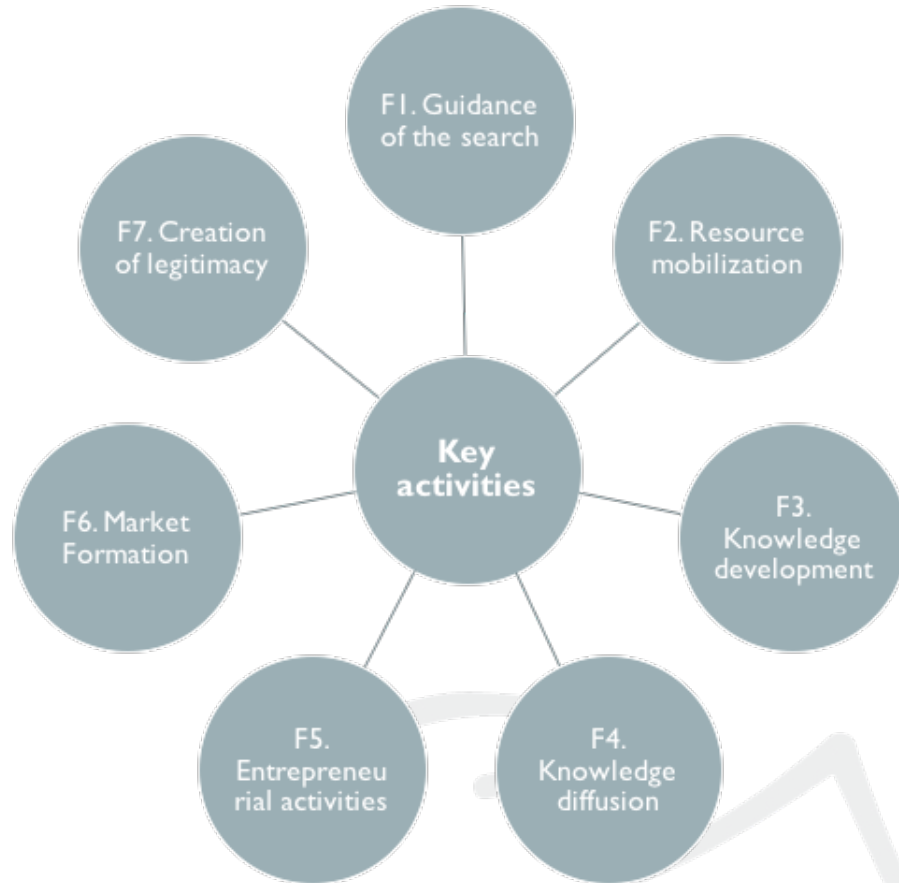 F1. Guidance
of the search
F2. Resource
mobilization
F3.
Knowledge
development
F4.
Knowledge
diffusion
F5.
Entrepreneu
rial activities
F6. Market
Formation
F7. Creation
of legitimacy
Key
activities